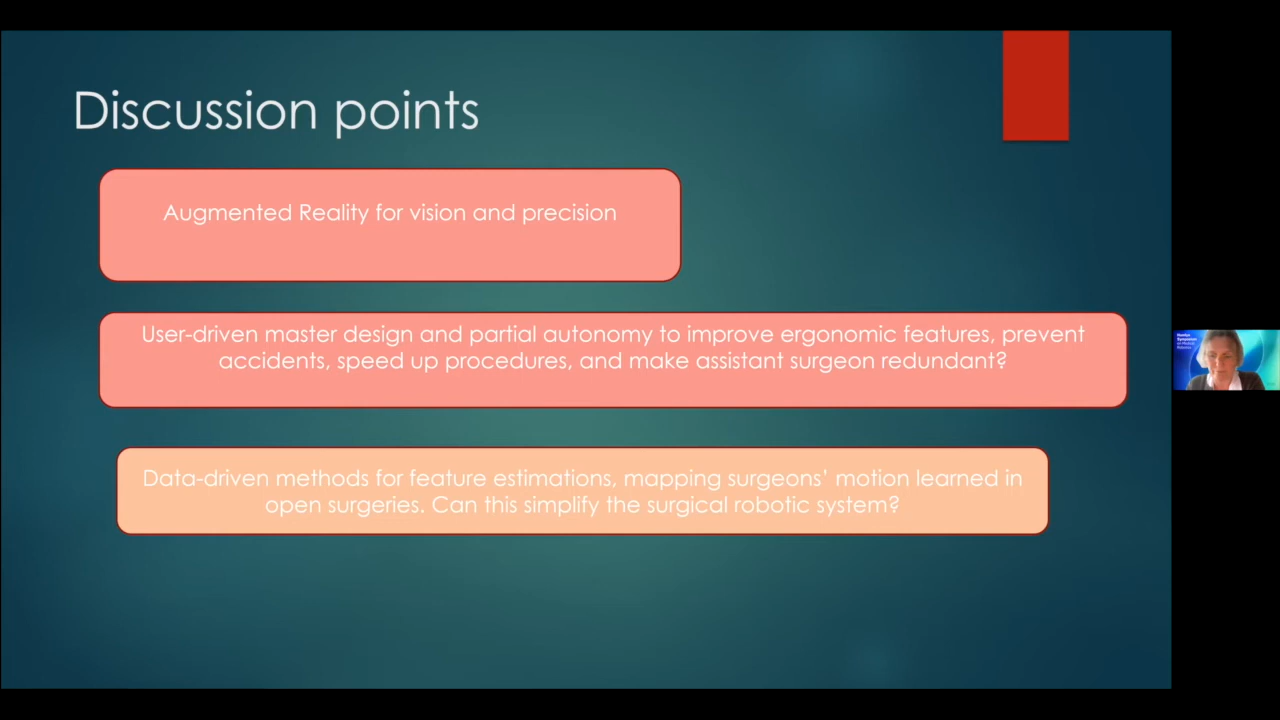 Discussion points
Augmented Reality for vision and precision
User-driven master design and partial autonomy to improve ergonomic features, prevent
accidents, speed up procedures, and make assistant surgeon redundant?
Data-driven methods for feature estimations, mapping surgeons' motion learned in
open surgeries. Can this simplify the surgical robotic system?